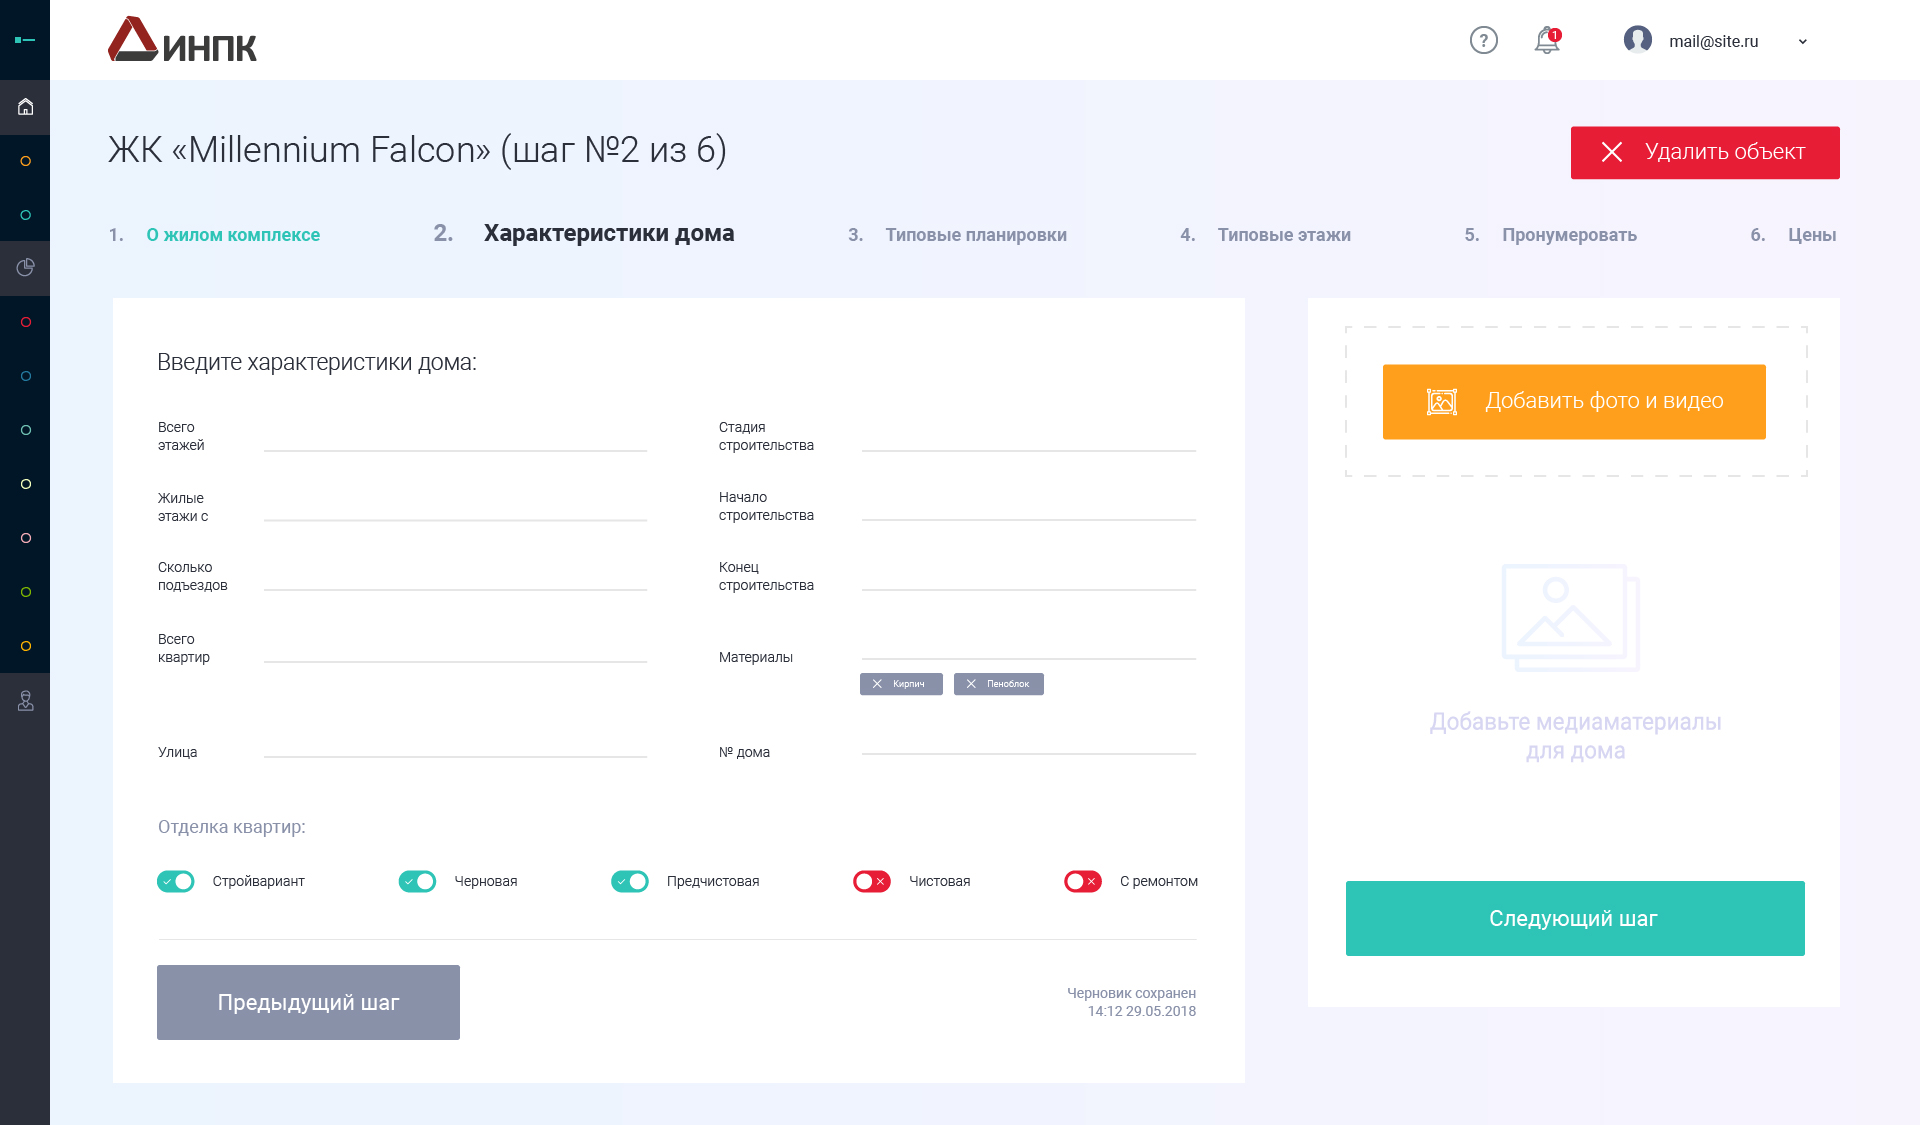 ИНПК
?
1
mail@site.ru
ЖК «Millennium Falcon» (шаг №2 из 6)
Удалить объект
1. О жилом комплексе
2. Характеристики дома
3. Типовые планировки
4. Типовые этажи
5. Пронумеровать
6. Цены
Введите характеристики дома:
Всего
этажей
Стадия
строительства
Жилые
этажи с
Начало
строительства
Сколько
подъездов
Конец
строительства
Всего
квартир
Материалы
Кирпич
Пеноблок
Улица
№ дома
Отделка квартир:
Стройвариант
Черновая
Предчистовая
Чистовая
С ремонтом
Предыдущий шаг
Черновик сохранен
14:12 29.05.2018
Добавить фото и видео
Добавьте медиаматериалы
для дома
Следующий шаг